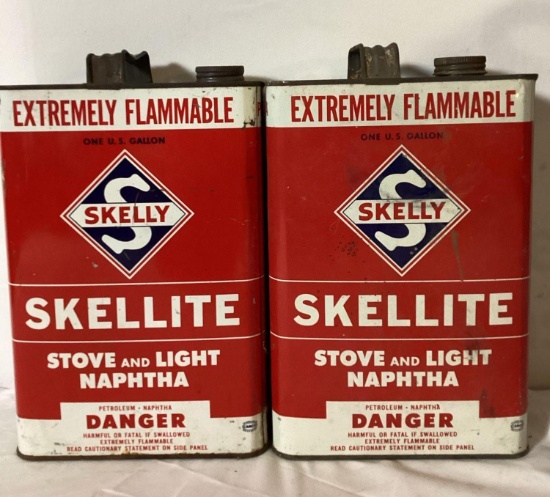 EXTREMELY FLAMMABLE
ONE U.S. GALLON
S
SKELLY
SKELLITE
STOVE AND LIGHT
NAPHTHA
PETROLEUM - NAPHTHA
DANGER
HARMFUL OR FATAL IF SWALLOWED
EXTREMELY FLAMMABLE
READ CAUTIONARY STATEMENT ON SIDE PANEL
EXTREMELY FLAMMABLE
ONE U.S. GALLON
S
SKELLY
SKELLITE
STOVE AND LIGHT
NAPHTHA
PETROLEUM - NAPHTHA
DANGER
HARMFUL OR FATAL IF SWALLOWED
EXTREMELY FLAMMABLE
READ CAUTIONARY STATEMENT ON SIDE PANEL